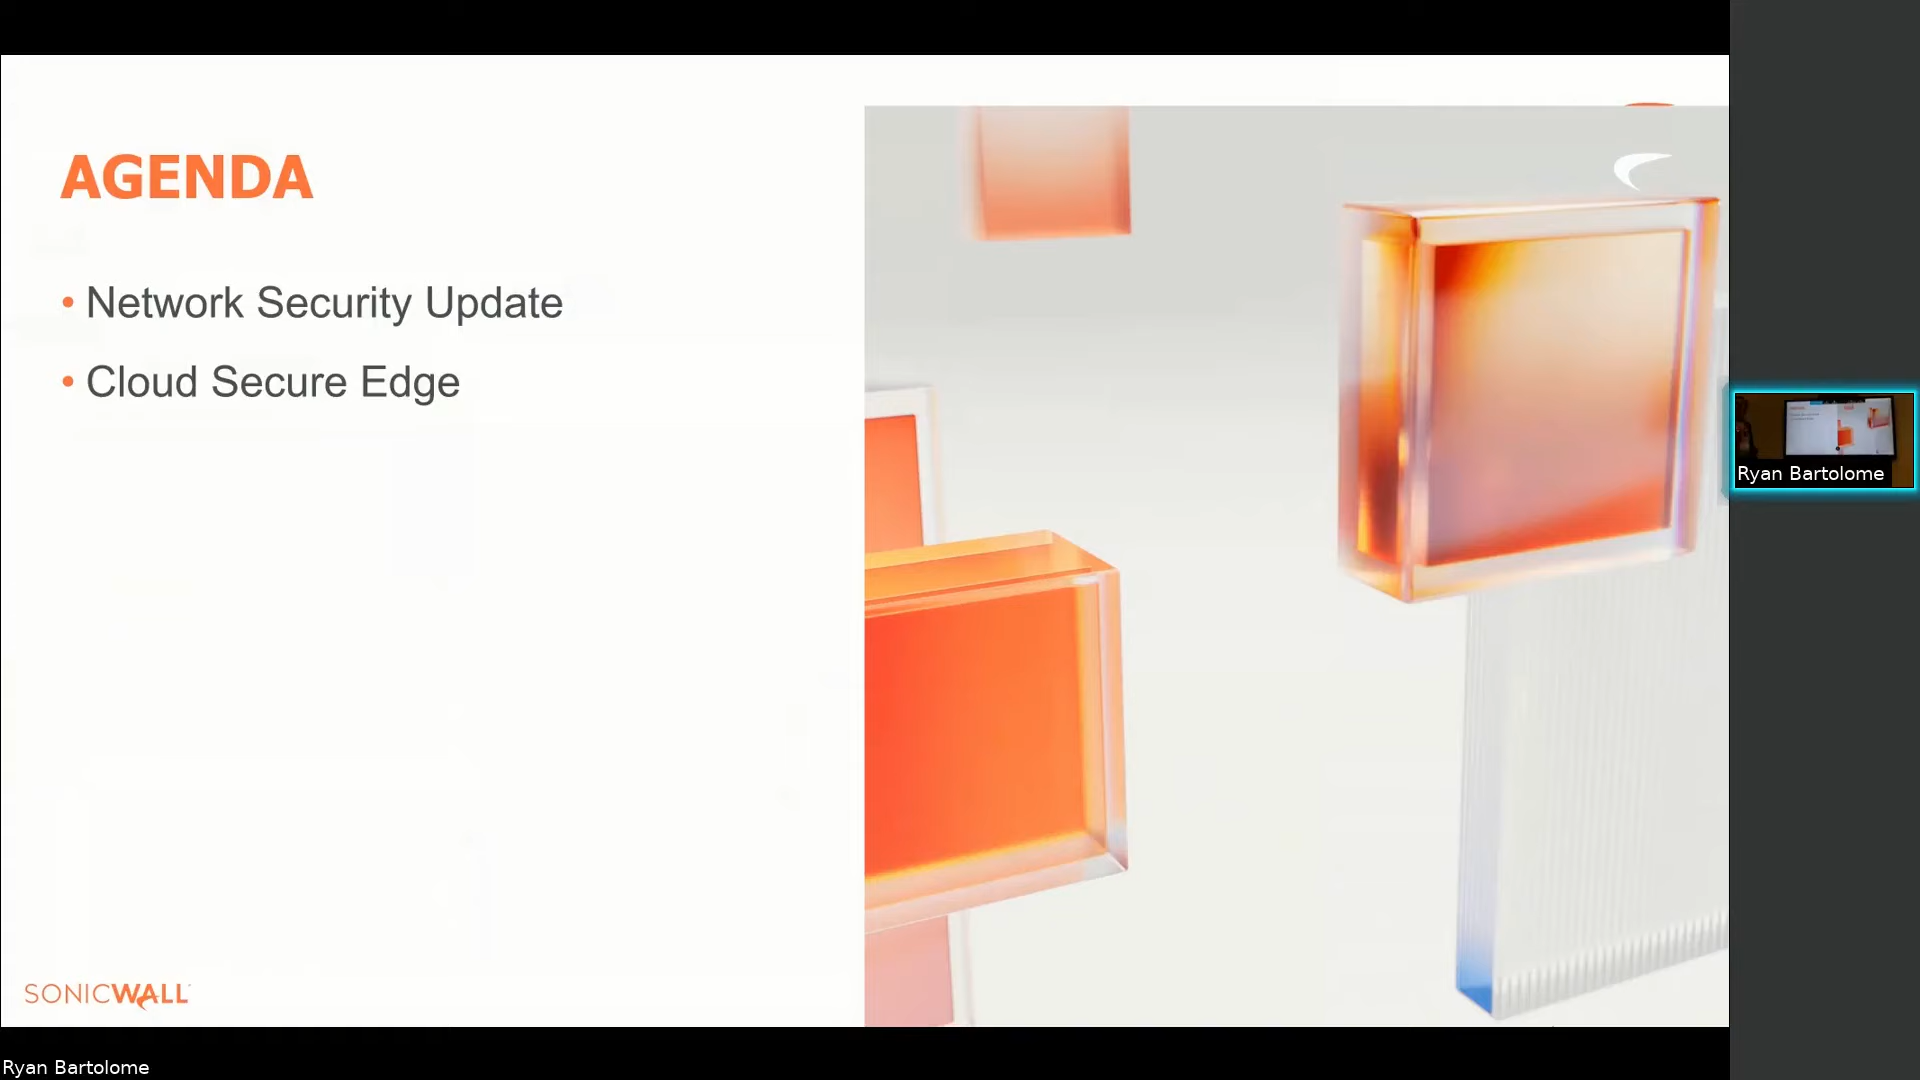 AGENDA
• Network Security Update
• Cloud Secure Edge
SONICWALL
Ryan Bartolome
Ryan Bartolome